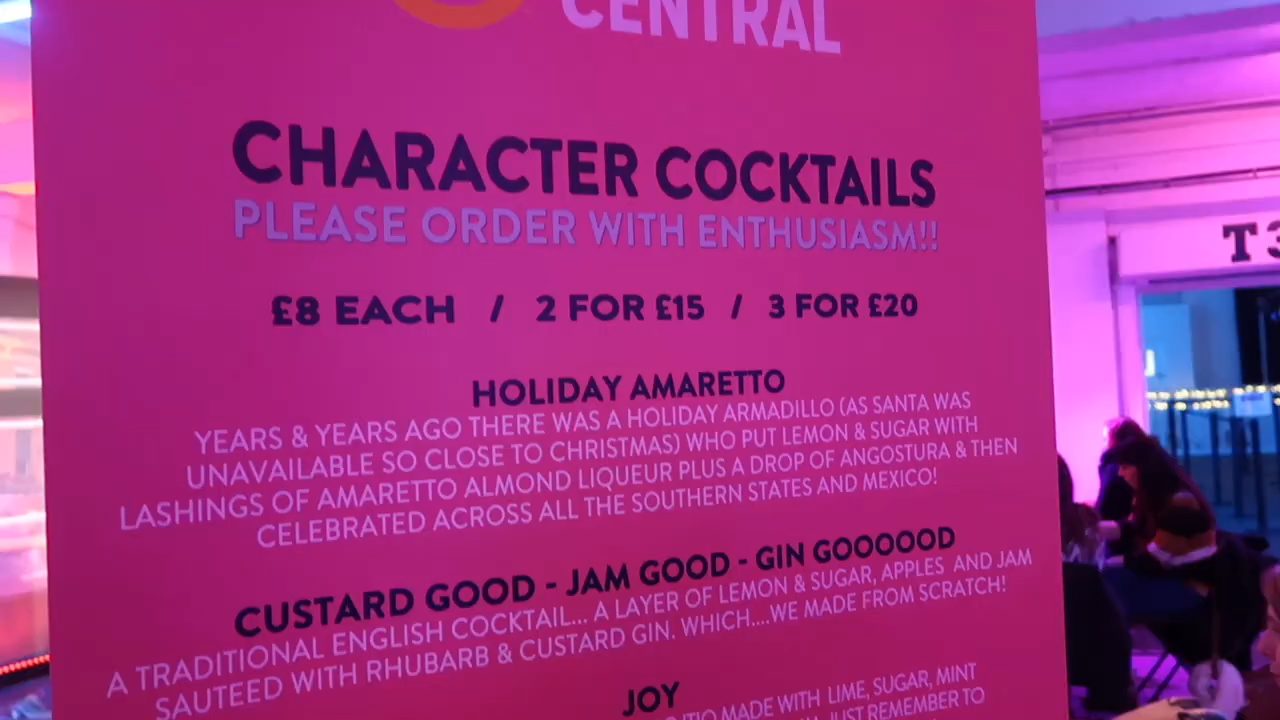 CENTRAL
CHARACTER COCKTAILS
PLEASE ORDER WITH ENTHUSIASM!!
£8 EACH / 2 FOR £15 / 3 FOR £20
HOLIDAY AMARETTO
YEARS & YEARS AGO THERE WAS A HOLIDAY ARMADILLO (AS SANTA WAS
UNAVAILABLE SO CLOSE TO CHRISTMAS) WHO PUT LEMON & SUGAR WITH
LASHINGS OF AMARETTO ALMOND LIQUEUR PLUS A DROP OF ANGOSTURA & THEN
CELEBRATED ACROSS ALL THE SOUTHERN STATES AND MEXICO!
CUSTARD GOOD - JAM GOOD - GIN GOOOOOD
A TRADITIONAL ENGLISH COCKTAIL... A LAYER OF LEMON & SUGAR, APPLES AND JAM
SAUTEED WITH RHUBARB & CUSTARD GIN. WHICH....WE MADE FROM SCRATCH!
JOY
MADE WITH LIME, SUGAR, MINT
JUST REMEMBER TO
T3